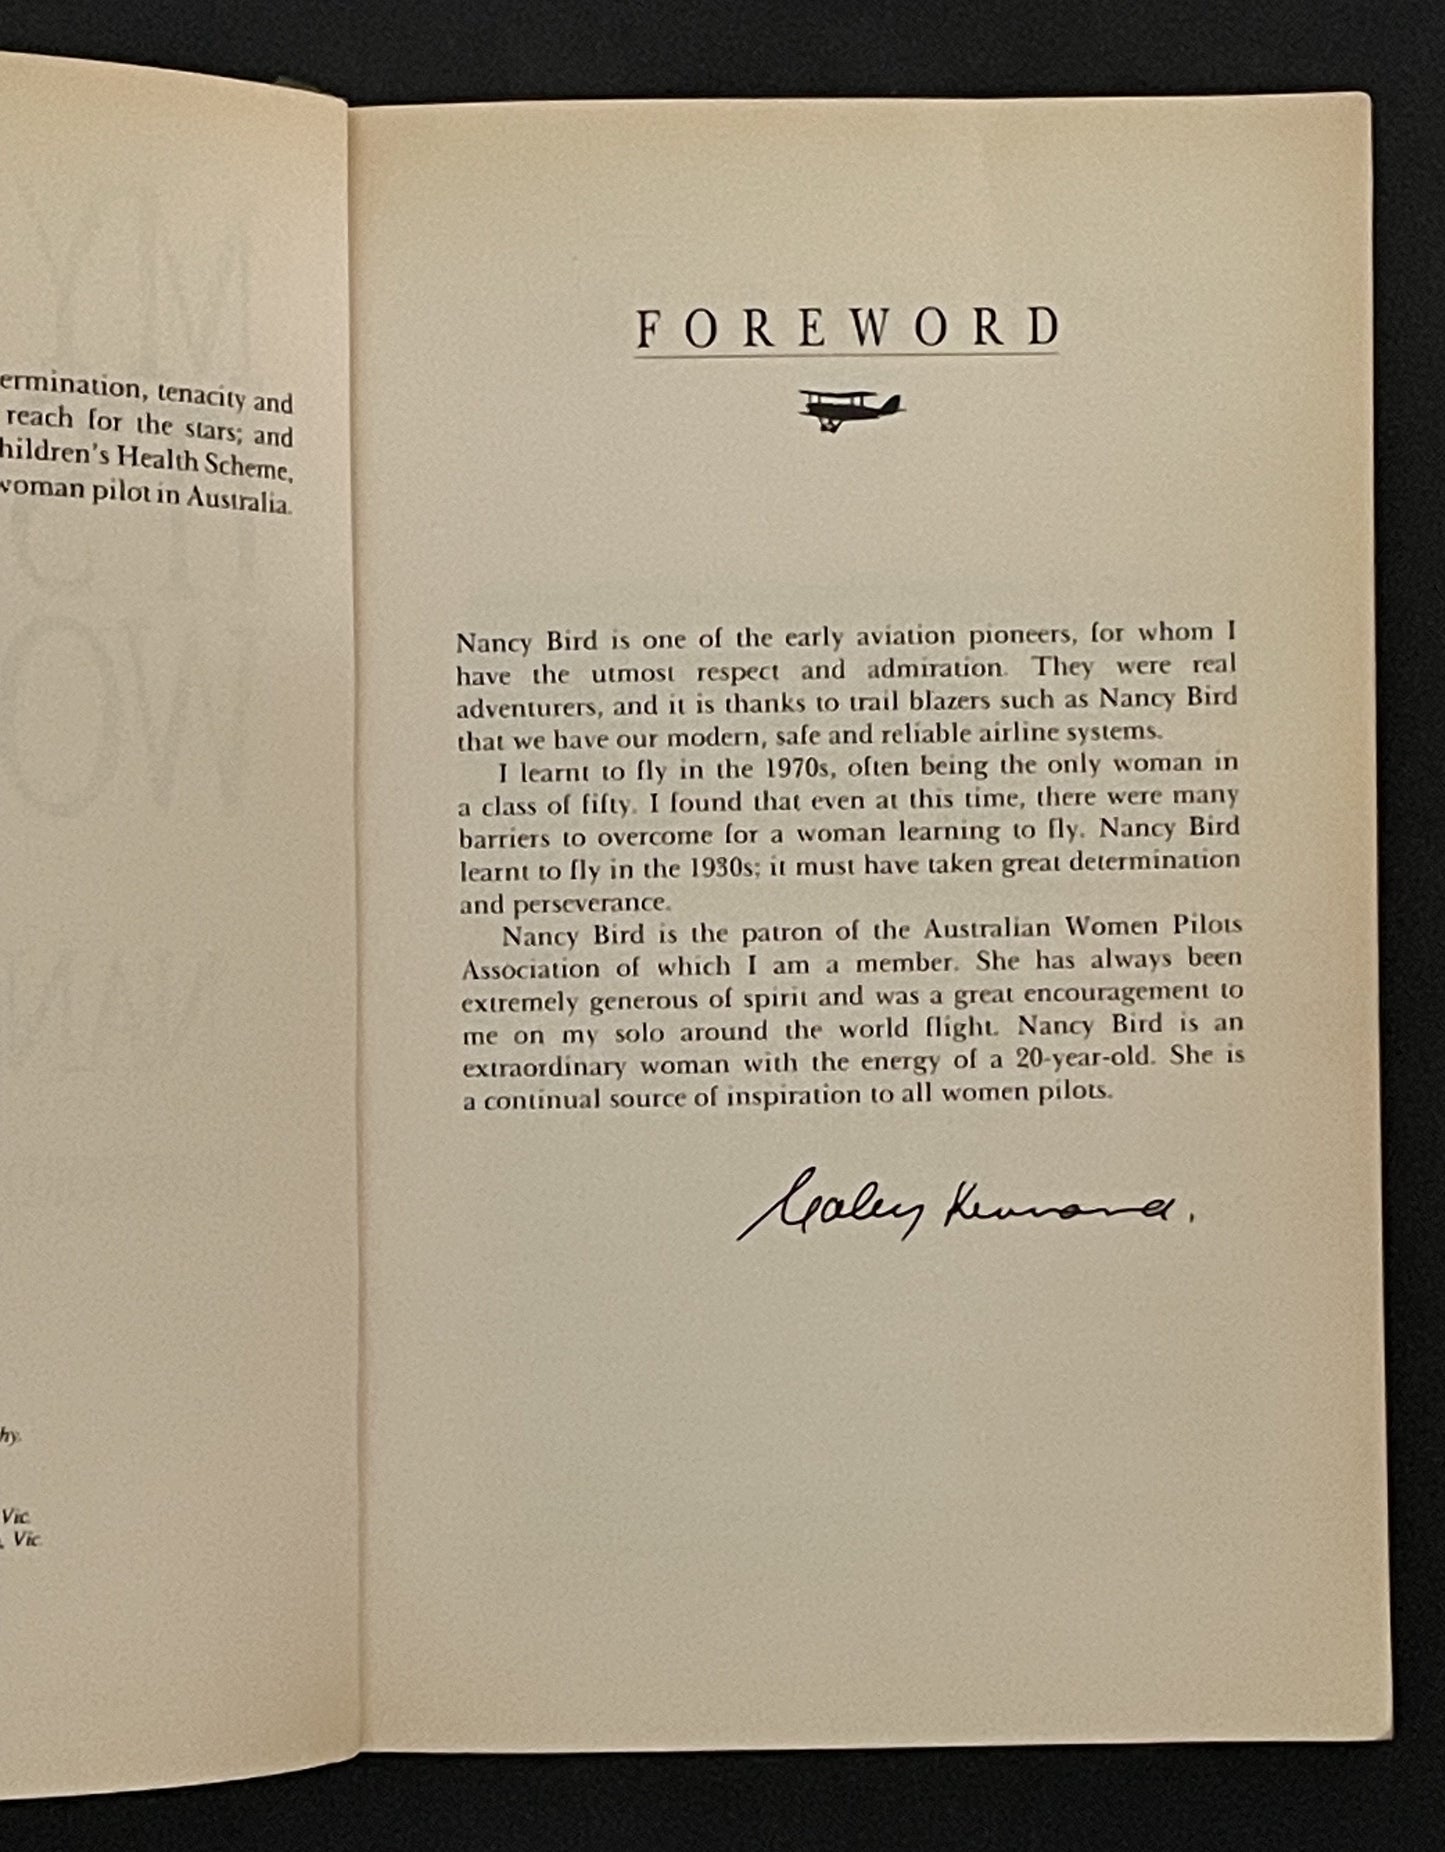 ermination, tenacity and
reach for the stars; and
hildren's Health Scheme,
woman pilot in Australia.
hy.
Vic.
, Vic.
FOREWORD
Nancy Bird is one of the early aviation pioneers, for whom I
have the utmost respect and admiration. They were real
adventurers, and it is thanks to trail blazers such as Nancy Bird
that we have our modern, safe and reliable airline systems.
I learnt to fly in the 1970s, often being the only woman in
a class of fifty. I found that even at this time, there were many
barriers to overcome for a woman learning to fly. Nancy Bird
learnt to fly in the 1930s; it must have taken great determination
and perseverance.
Nancy Bird is the patron of the Australian Women Pilots
Association of which I am a member. She has always been
extremely generous of spirit and was a great encouragement to
me on my solo around the world flight. Nancy Bird is an
extraordinary woman with the energy of a 20-year-old. She is
a continual source of inspiration to all women pilots.